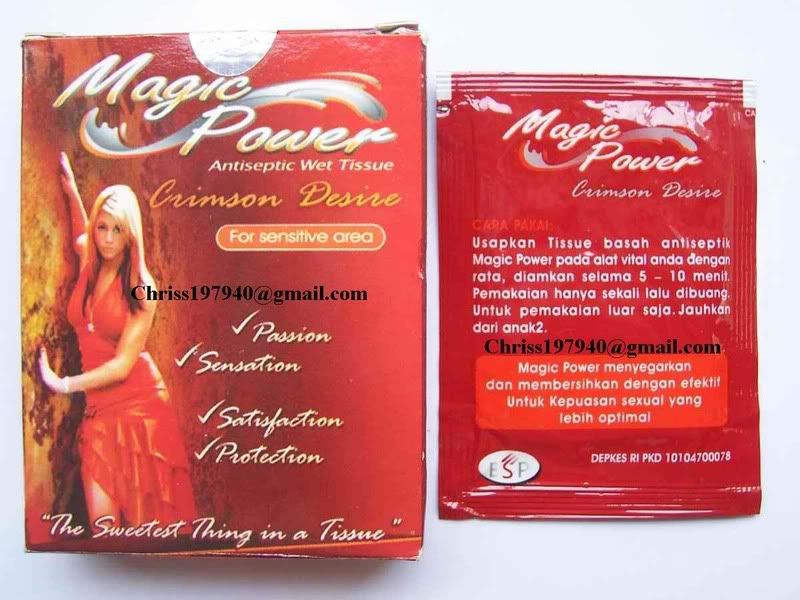 Magic
Power
Antiseptic Wet Tissue
Crimson Desire
For sensitive area
Chriss197940@gmail.com
Passion
Sensation
Satisfaction
Protection
"The Sweetest Thing in a Tissue"
CA
Magic
Power
Crimson Desire
CARA PAKAI:
Usapkan Tissue basah antiseptik
Magic Power pada alat vital anda dengan
rata, diamkan selama 5 - 10 menit.
Pemakaian hanya sekali lalu dibuang.
Untuk pemakaian luar saja. Jauhkan
dari anak2.
Chriss197940@gmail.com
Magic Power menyegarkan
dan membersihkan dengan efektif
Untuk Kepuasan sexual yang
lebih optimal
ESP
DEPKES RI PKD 10104700078